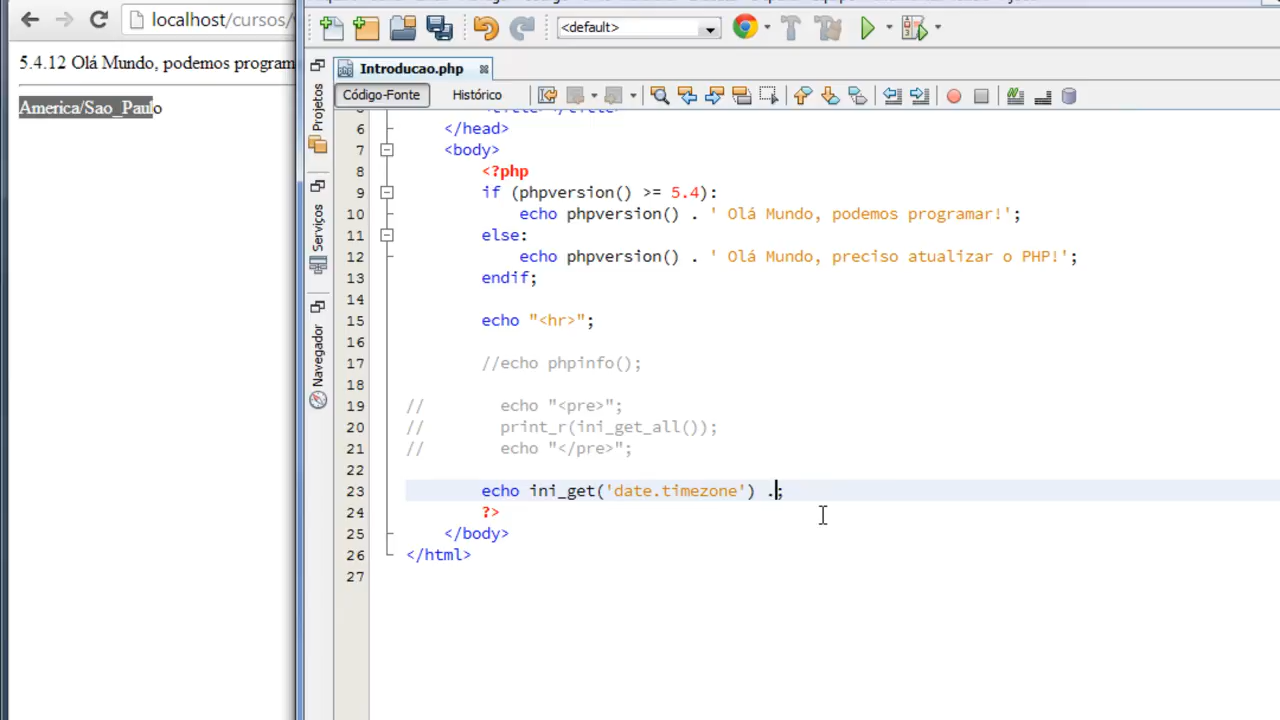 localhost/cursos/
5.4.12 Olá Mundo, podemos program
America/Sao_Paulo
<default>
Introducao.php
Código-Fonte
Histórico
Projetos
Serviços
Navegador
6 </head>
7 <body>
8 <?php
9 if (phpversion() >= 5.4):
10 echo phpversion() . ' Olá Mundo, podemos programar!';
11 else:
12 echo phpversion() . ' Olá Mundo, preciso atualizar o PHP!';
13 endif;
14
15 echo "<hr>";
16
17 //echo phpinfo();
18
19 // echo "<pre>";
20 // print_r(ini_get_all());
21 // echo "</pre>";
22
23 echo ini_get('date.timezone') .;
24 ?>
25 </body>
26 </html>
27